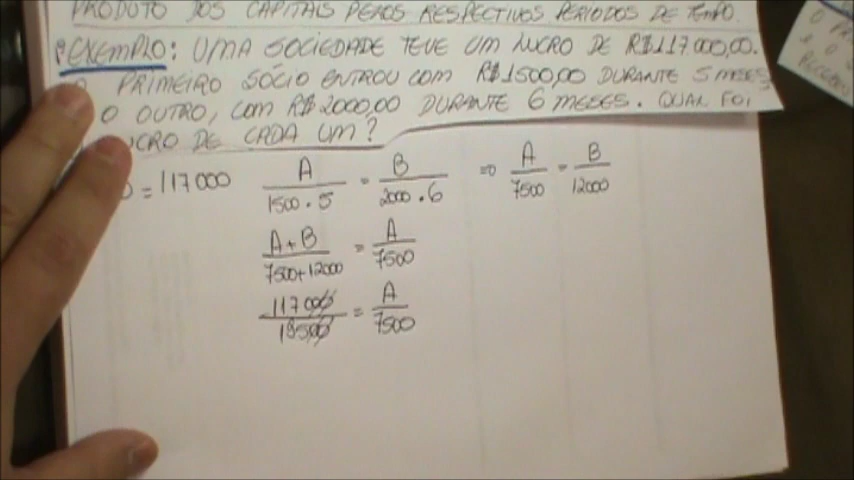 PRODUTO DOS CAPITAIS PELOS RESPECTIVOS PERÍODOS DE TEMPO.
EXEMPLO: UMA SOCIEDADE TEVE UM LUCRO DE R$117000,00.
O PRIMEIRO SÓCIO ENTROU COM R$1500,00 DURANTE 5 MESES
O OUTRO, COM R$2000,00 DURANTE 6 MESES. QUAL FOI
LUCRO DE CADA UM?
= 117000 A/1500.5 = B/2000.6 => A/7500 = B/12000
A+B/7500+12000 = A/7500
117000/19500 = A/7500